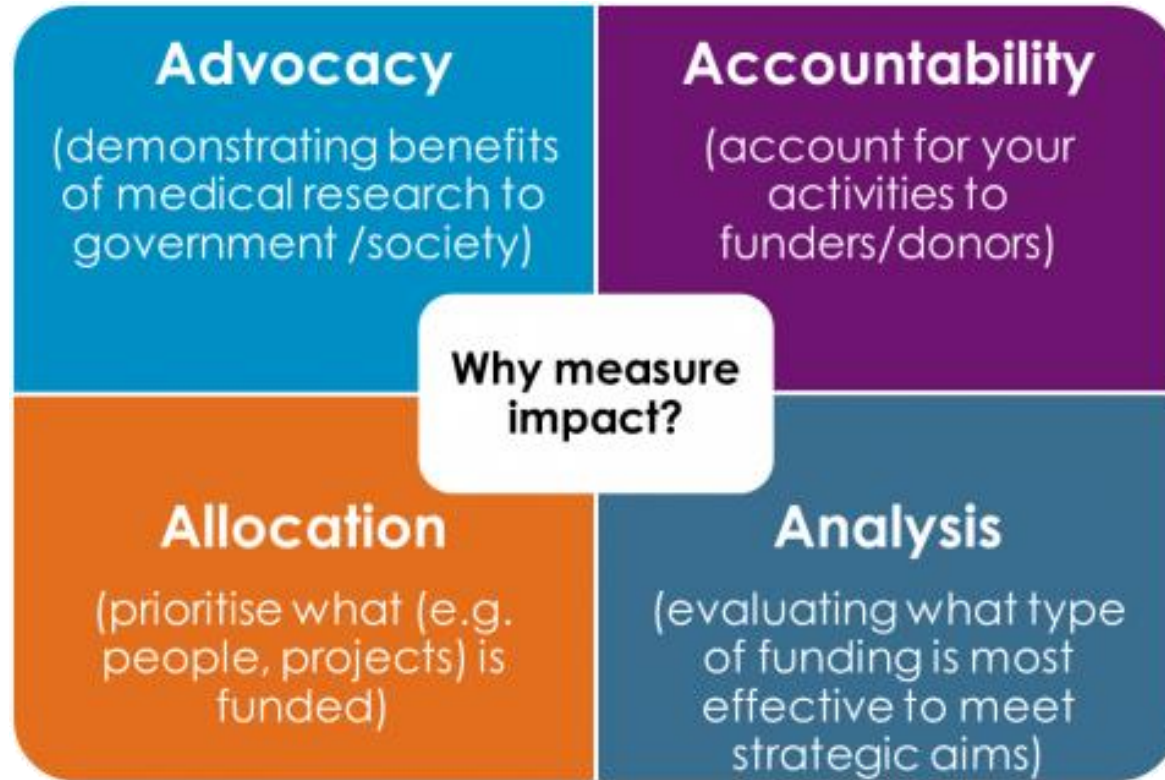 Advocacy
(demonstrating benefits
of medical research to
government /society)
Accountability
(account for your
activities to
funders/donors)
Why measure
impact?
Allocation
(prioritise what (e.g.
people, projects) is
funded)
Analysis
(evaluating what type
of funding is most
effective to meet
strategic aims)